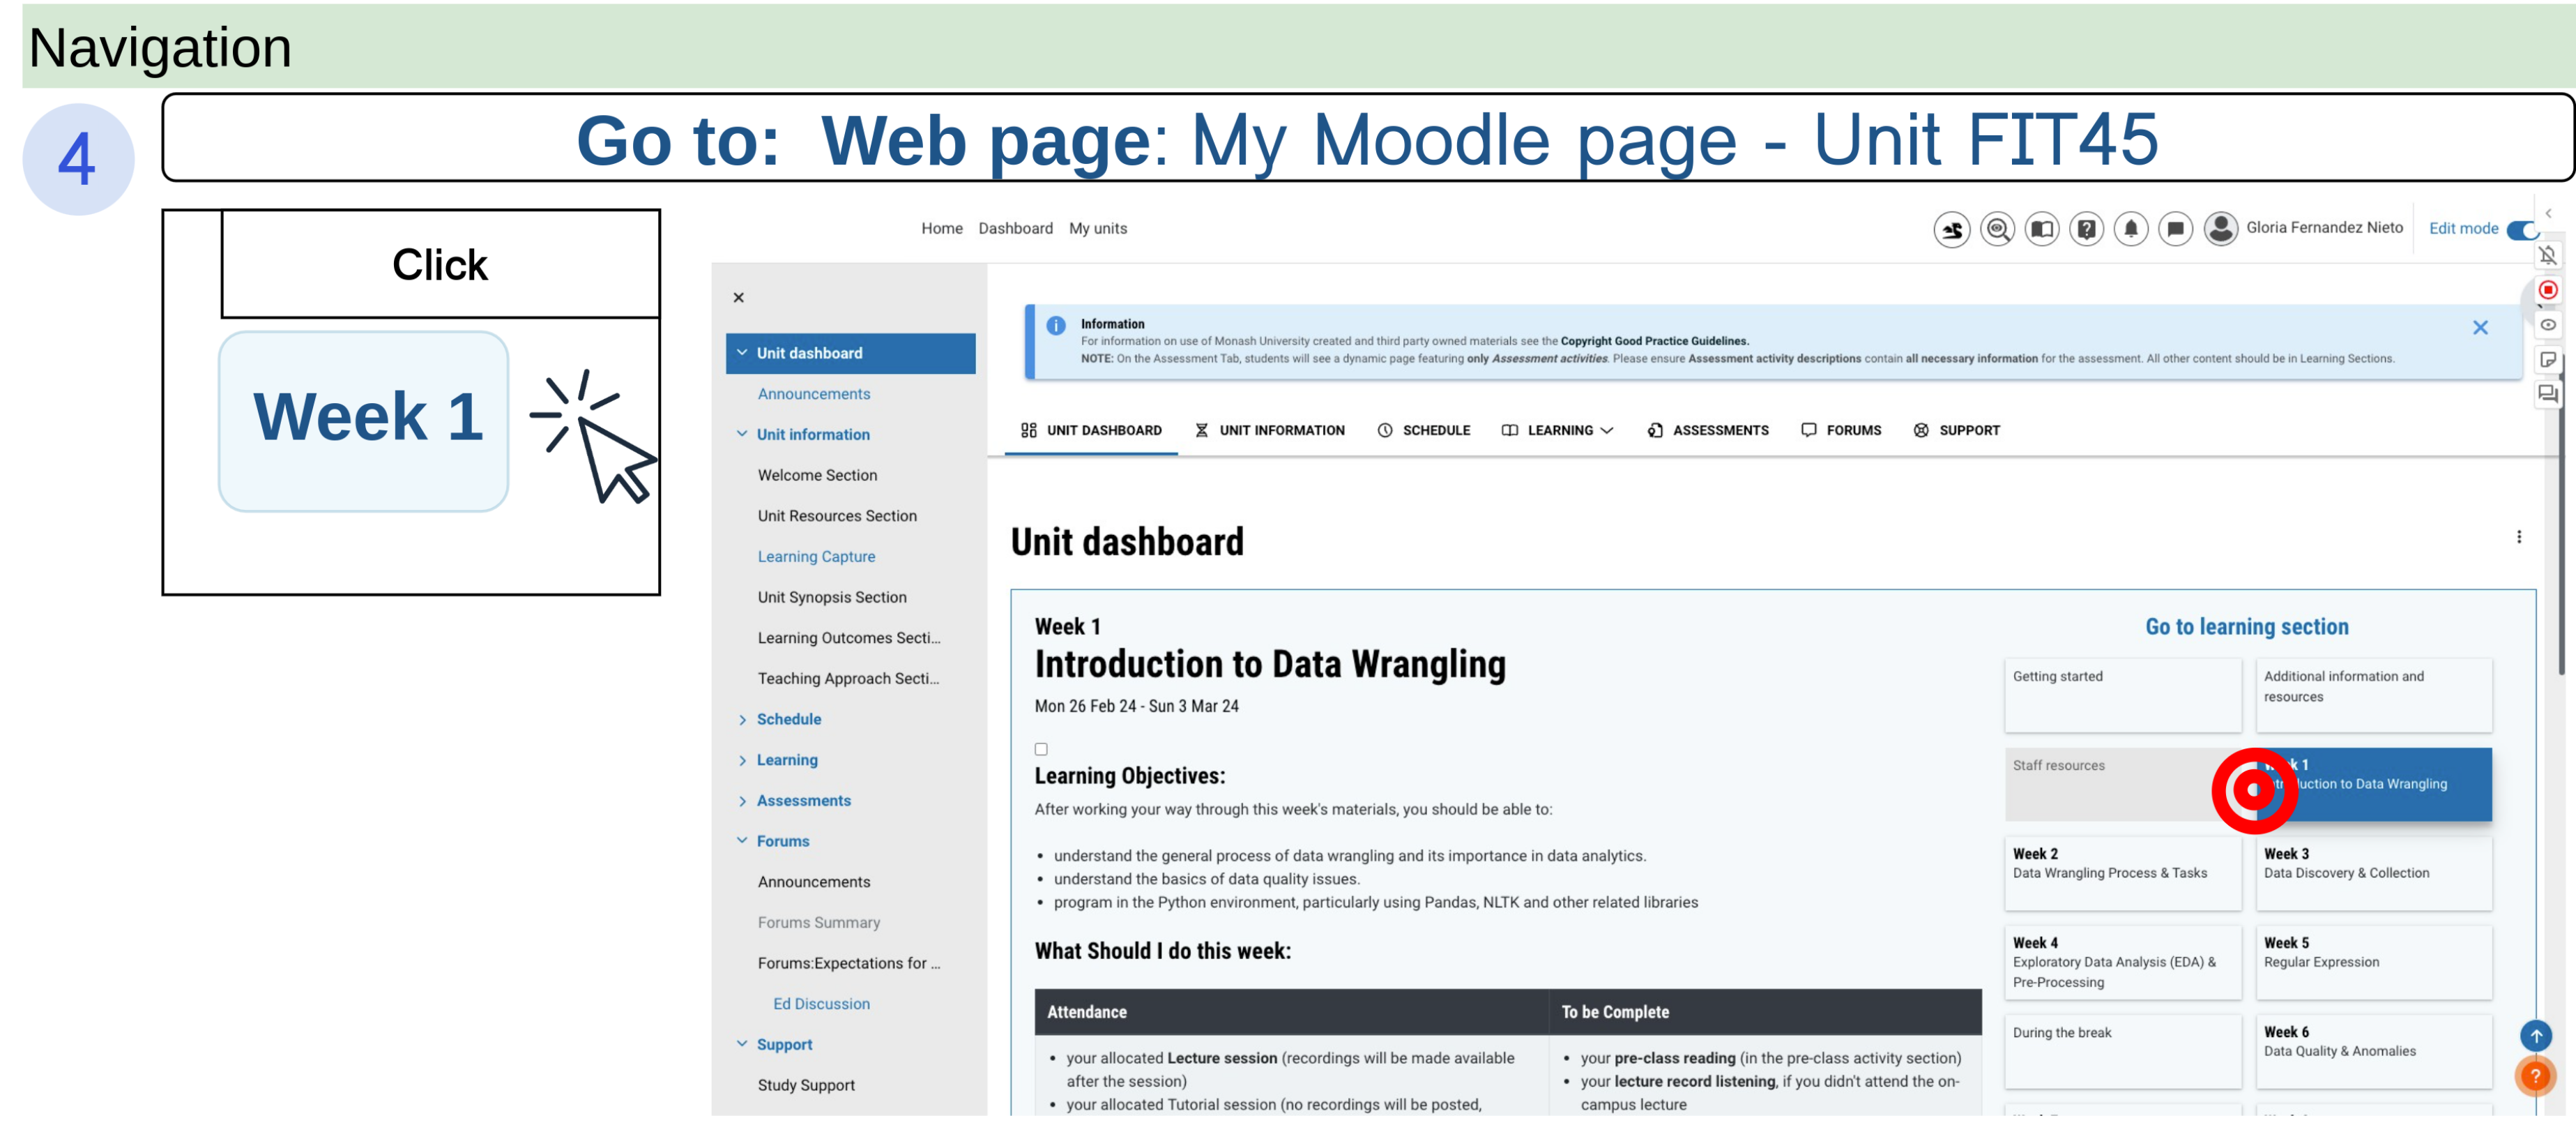 Navigation
4
Go to: Web page: My Moodle page - Unit FIT45
Click
Week 1
Home Dashboard My units
Gloria Fernandez Nieto
Edit mode
Unit dashboard
Announcements
Unit information
Welcome Section
Unit Resources Section
Learning Capture
Unit Synopsis Section
Learning Outcomes Secti...
Teaching Approach Secti...
Schedule
Learning
Assessments
Forums
Announcements
Forums Summary
Forums:Expectations for ...
Ed Discussion
Support
Study Support
Information
For information on use of Monash University created and third party owned materials see the Copyright Good Practice Guidelines.
NOTE: On the Assessment Tab, students will see a dynamic page featuring only Assessment activities. Please ensure Assessment activity descriptions contain all necessary information for the assessment. All other content should be in Learning Sections.
UNIT DASHBOARD UNIT INFORMATION SCHEDULE LEARNING ASSESSMENTS FORUMS SUPPORT
Unit dashboard
Week 1
Introduction to Data Wrangling
Mon 26 Feb 24 - Sun 3 Mar 24
Learning Objectives:
After working your way through this week's materials, you should be able to:
• understand the general process of data wrangling and its importance in data analytics.
• understand the basics of data quality issues.
• program in the Python environment, particularly using Pandas, NLTK and other related libraries
What Should I do this week:
Attendance
• your allocated Lecture session (recordings will be made available
after the session)
• your allocated Tutorial session (no recordings will be posted,
To be Complete
• your pre-class reading (in the pre-class activity section)
• your lecture record listening, if you didn't attend the on-
campus lecture
Go to learning section
Getting started
Additional information and
resources
Staff resources
1
to Data Wrangling
Week 2
Data Wrangling Process & Tasks
Week 3
Data Discovery & Collection
Week 4
Exploratory Data Analysis (EDA) &
Pre-Processing
Week 5
Regular Expression
During the break
Week 6
Data Quality & Anomalies
?